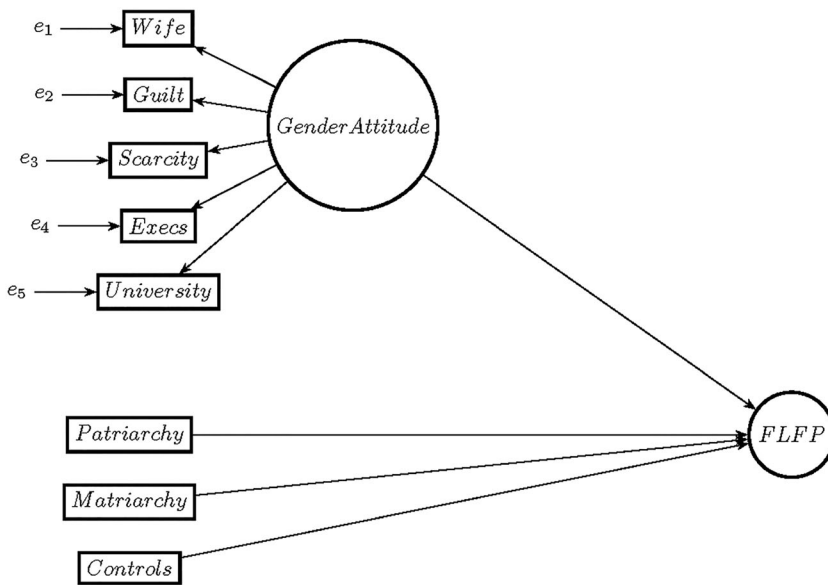 e1 Wife
e2 Guilt
GenderAttitude
e3 Scarcity
e4 Execs
e5 University
Patriarchy
FLFP
Matriarchy
Controls